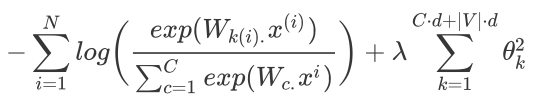 $-\sum_{i=1}^{N} log\left(\frac{exp(W_{k(i).}x^{(i)})}{\sum_{c=1}^{C} exp(W_{c.}x^{i})}\right) + \lambda \sum_{k=1}^{C \cdot d+|V| \cdot d} \theta_k^2$